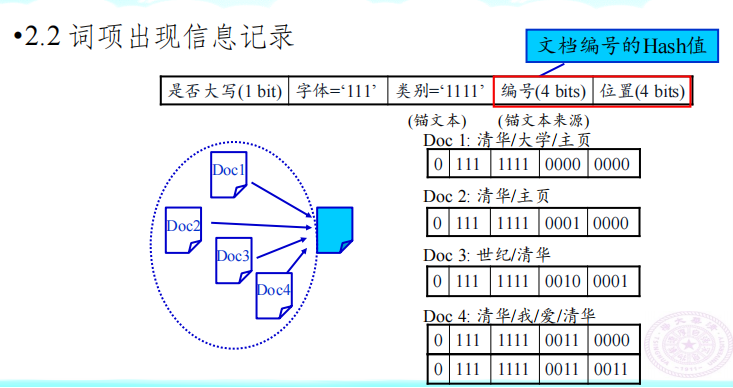 •2.2 词项出现信息记录
文档编号的Hash值
是否大写(1 bit) 字体=‘111’ 类别=‘1111’ 编号(4 bits) 位置(4 bits)
(锚文本) (锚文本来源)
Doc 1: 清华/大学/主页
0 111 1111 0000 0000
Doc 2: 清华/主页
0 111 1111 0001 0000
Doc 3: 世纪/清华
0 111 1111 0010 0001
Doc 4: 清华/我/爱/清华
0 111 1111 0011 0000
0 111 1111 0011 0011
Doc1
Doc2
Doc3
Doc4